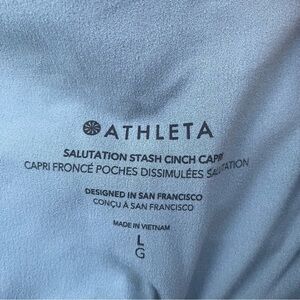 ATHLETA
SALUTATION STASH CINCH CAPRI
CAPRI FRONCÉ POCHES DISSIMULÉES SALUTATION
DESIGNED IN SAN FRANCISCO
CONÇU À SAN FRANCISCO
MADE IN VIETNAM
L
G